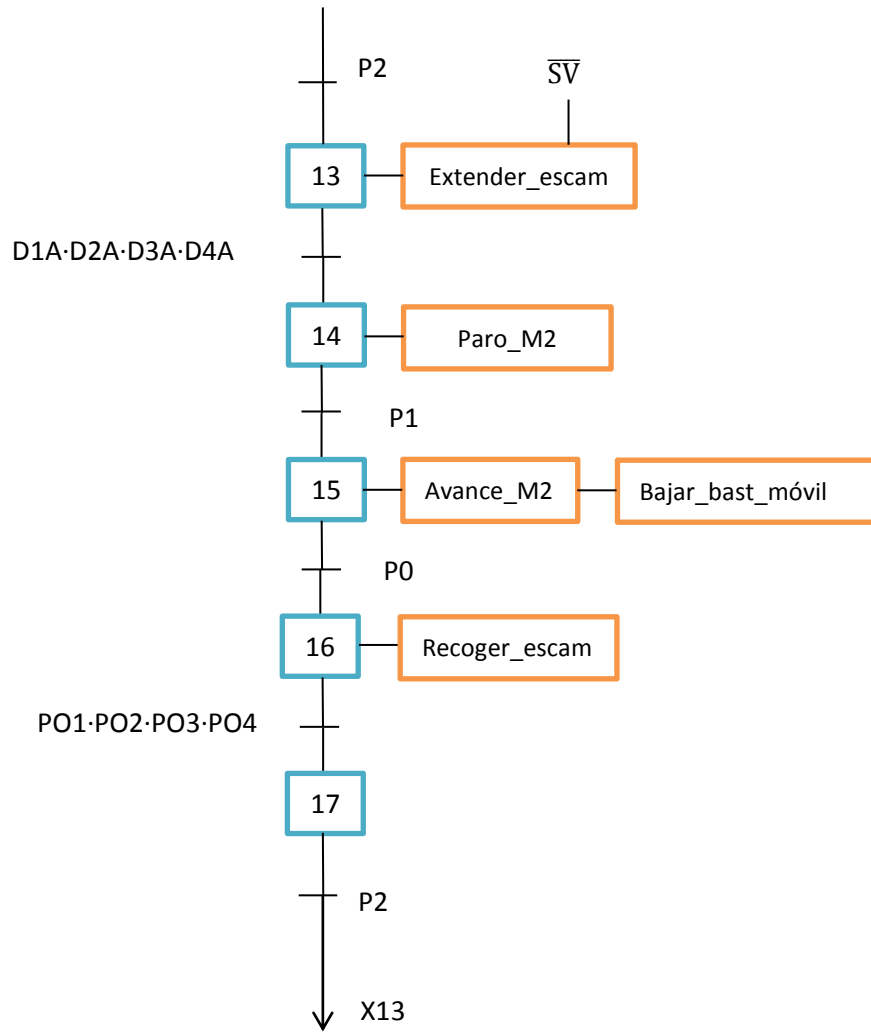 P2
S̅V̅
13
Extender_escam
D1A·D2A·D3A·D4A
14
Paro_M2
P1
15
Avance_M2
Bajar_bast_móvil
P0
16
Recoger_escam
PO1·PO2·PO3·PO4
17
P2
X13